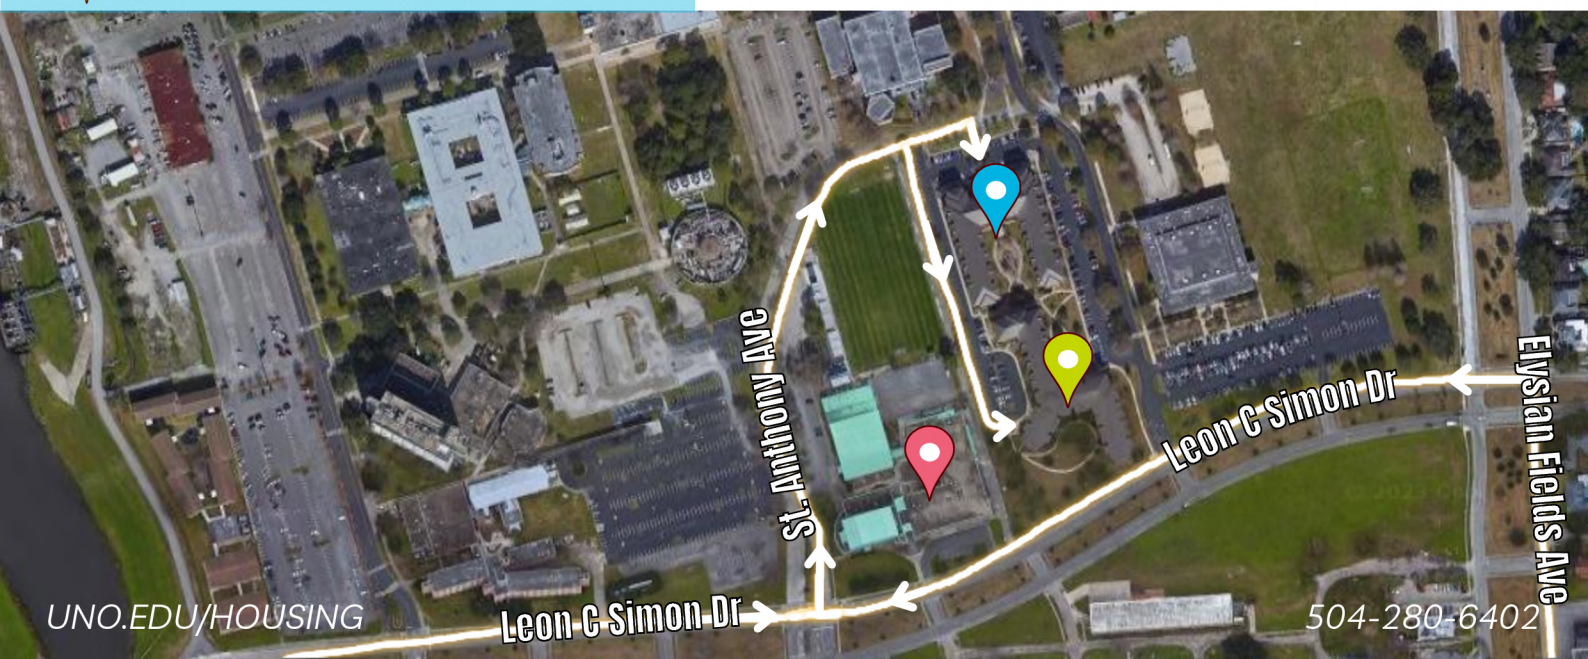 St. Anthony Ave
Leon C Simon Dr
Elysian Fields Ave
Leon C Simon Dr
UNO.EDU/HOUSING
504-280-6402